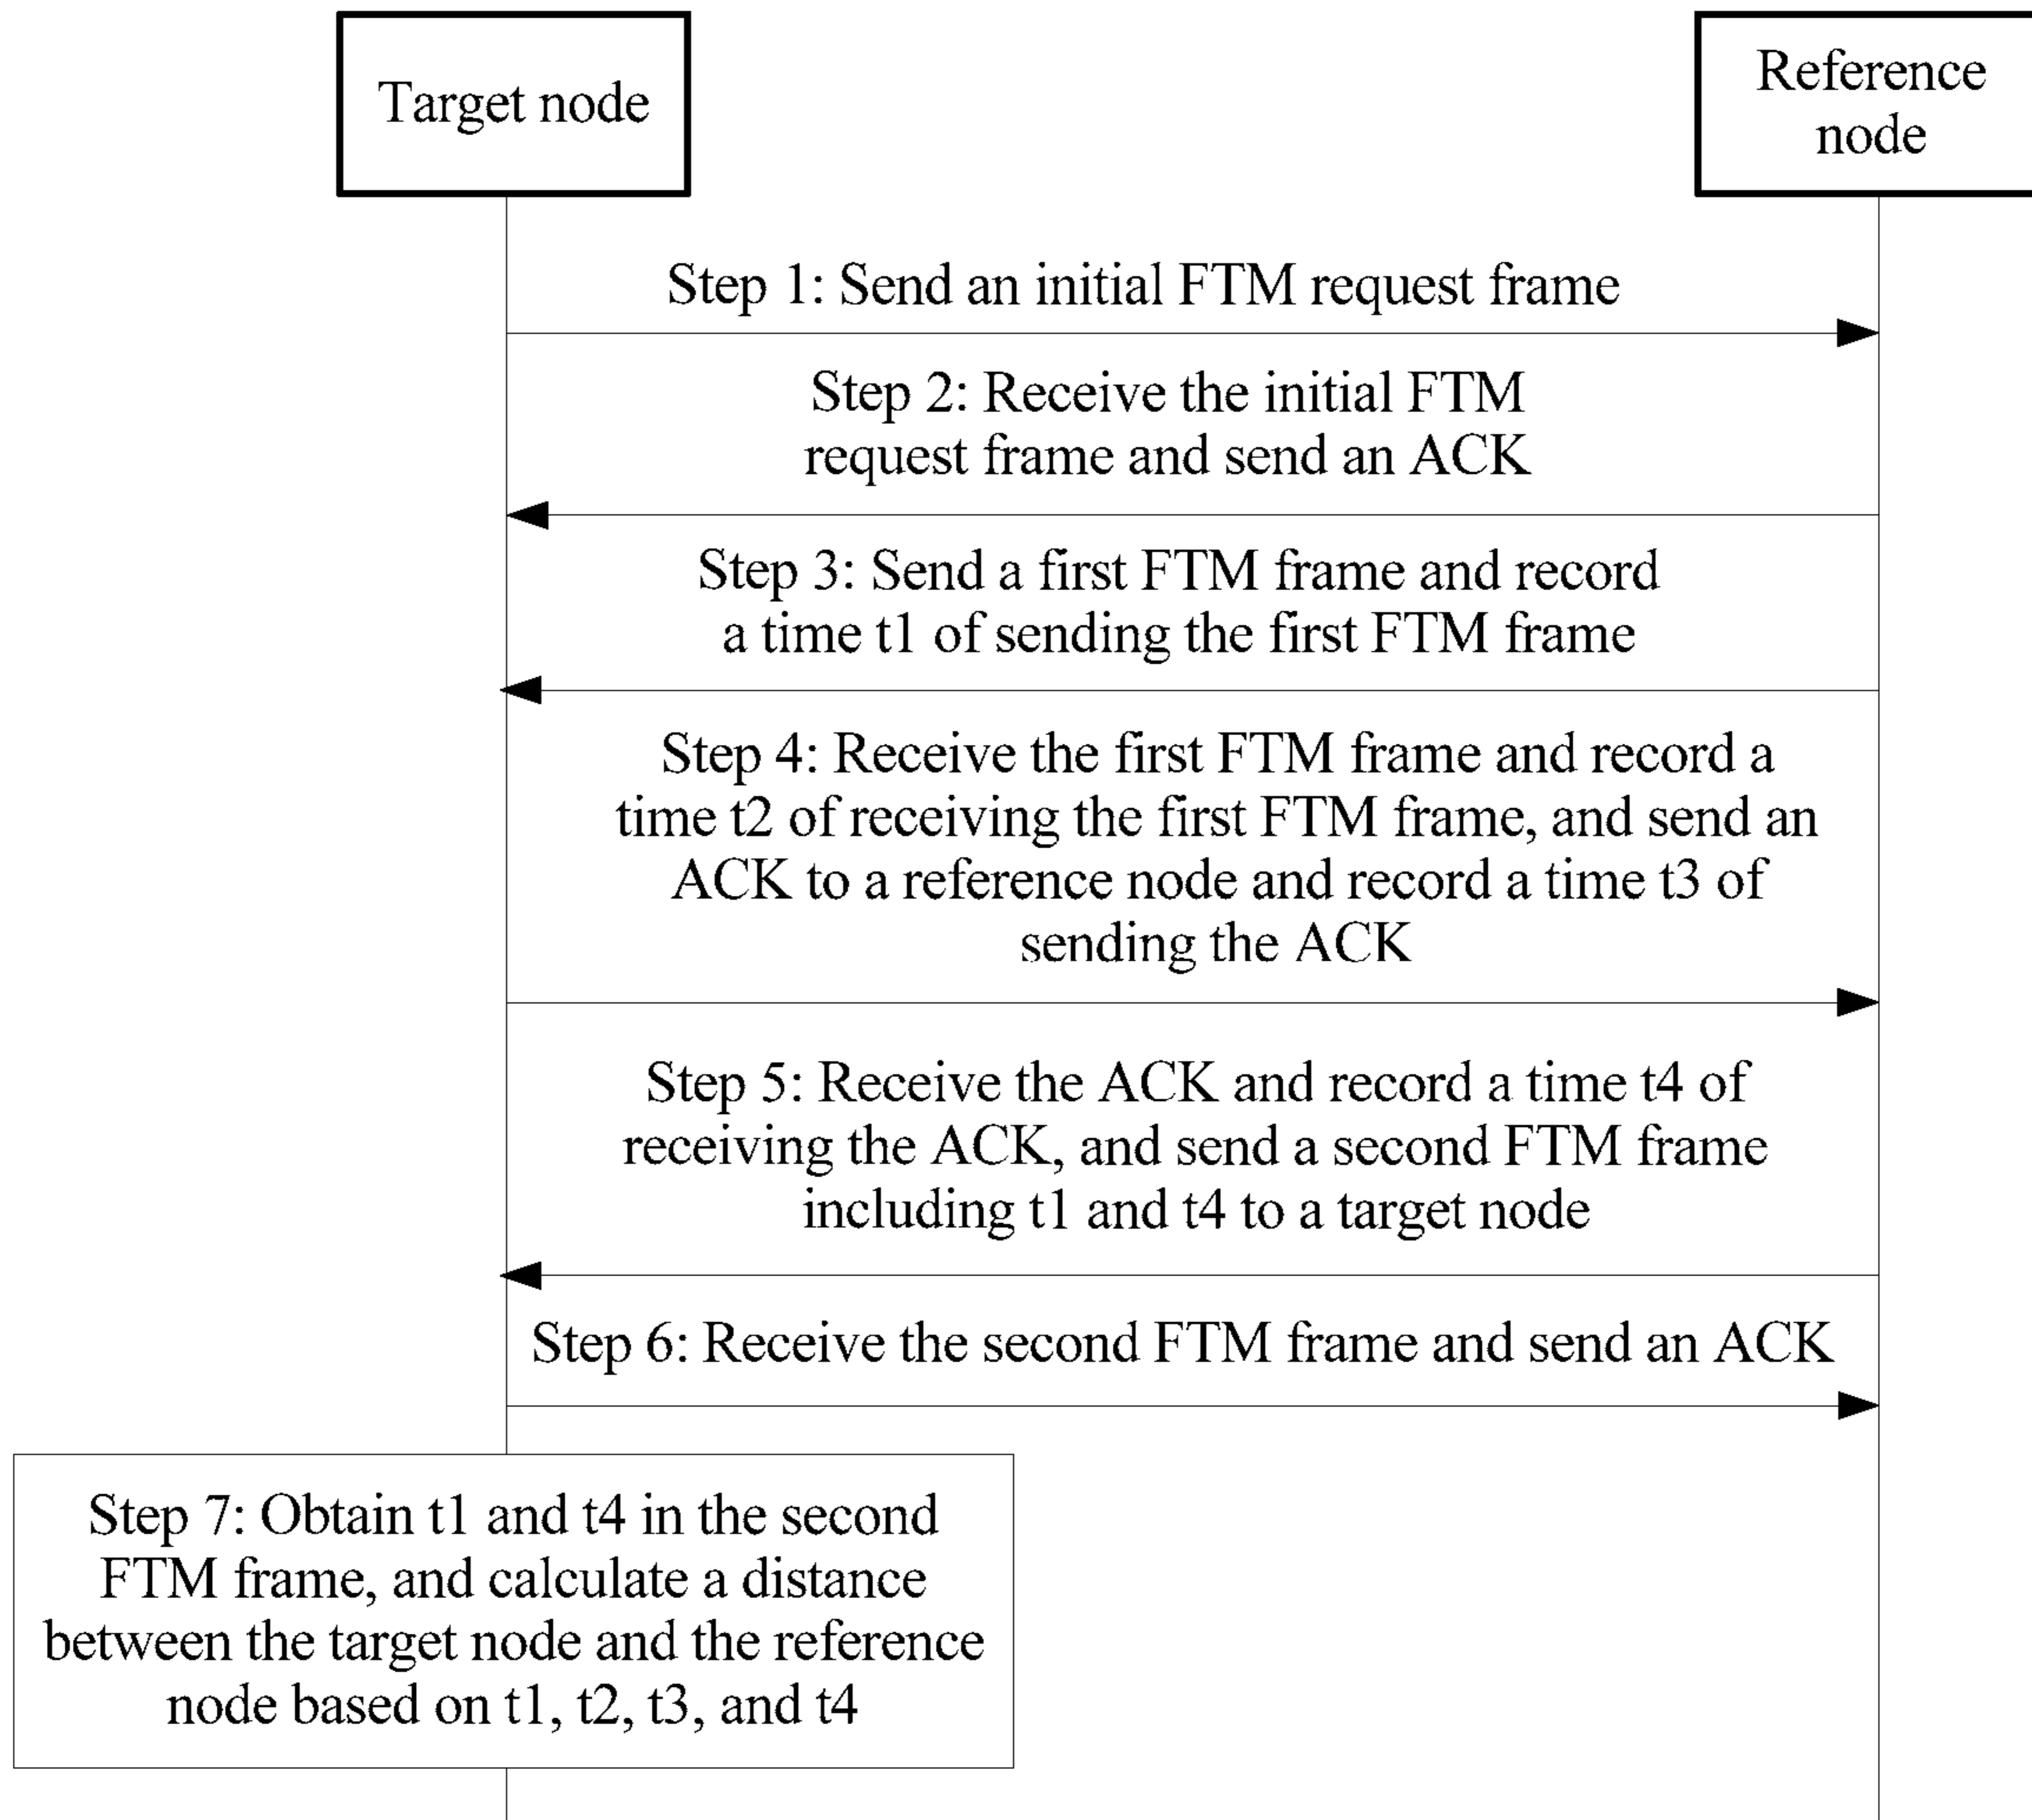 Target node
Reference
node
Step 1: Send an initial FTM request frame
Step 2: Receive the initial FTM
request frame and send an ACK
Step 3: Send a first FTM frame and record
a time t1 of sending the first FTM frame
Step 4: Receive the first FTM frame and record a
time t2 of receiving the first FTM frame, and send an
ACK to a reference node and record a time t3 of
sending the ACK
Step 5: Receive the ACK and record a time t4 of
receiving the ACK, and send a second FTM frame
including t1 and t4 to a target node
Step 6: Receive the second FTM frame and send an ACK
Step 7: Obtain t1 and t4 in the second
FTM frame, and calculate a distance
between the target node and the reference
node based on t1, t2, t3, and t4